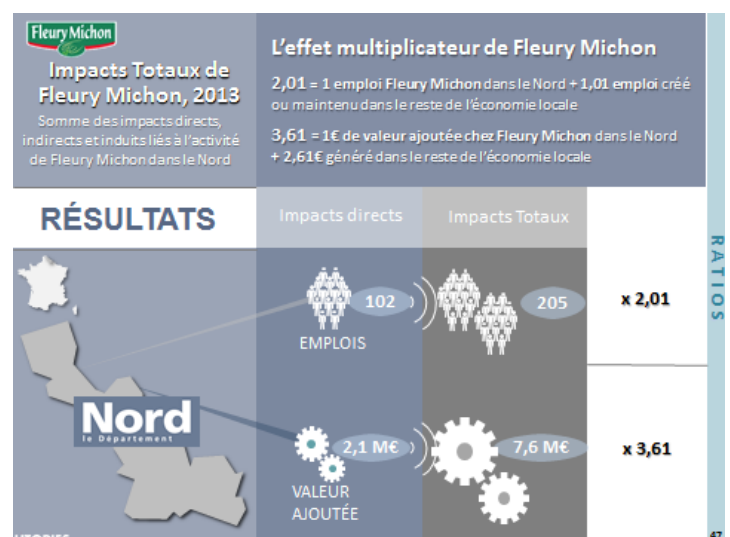 Fleury Michon
Impacts Totaux de
Fleury Michon, 2013
Somme des impacts directs,
indirects et induits liés à l'activité
de Fleury Michon dans le Nord
L'effet multiplicateur de Fleury Michon
2,01 = 1 emploi Fleury Michon dans le Nord + 1,01 emploi créé
ou maintenu dans le reste de l'économie locale
3,61 = 1€ de valeur ajoutée chez Fleury Michon dans le Nord
+ 2,61€ généré dans le reste de l'économie locale
RÉSULTATS
Impacts directs
Impacts Totaux
RATIOS
102
205
x 2,01
EMPLOIS
Nord
le Département
2,1 M€
7,6 M€
x 3,61
VALEUR
AJOUTÉE
UTOPIES
47